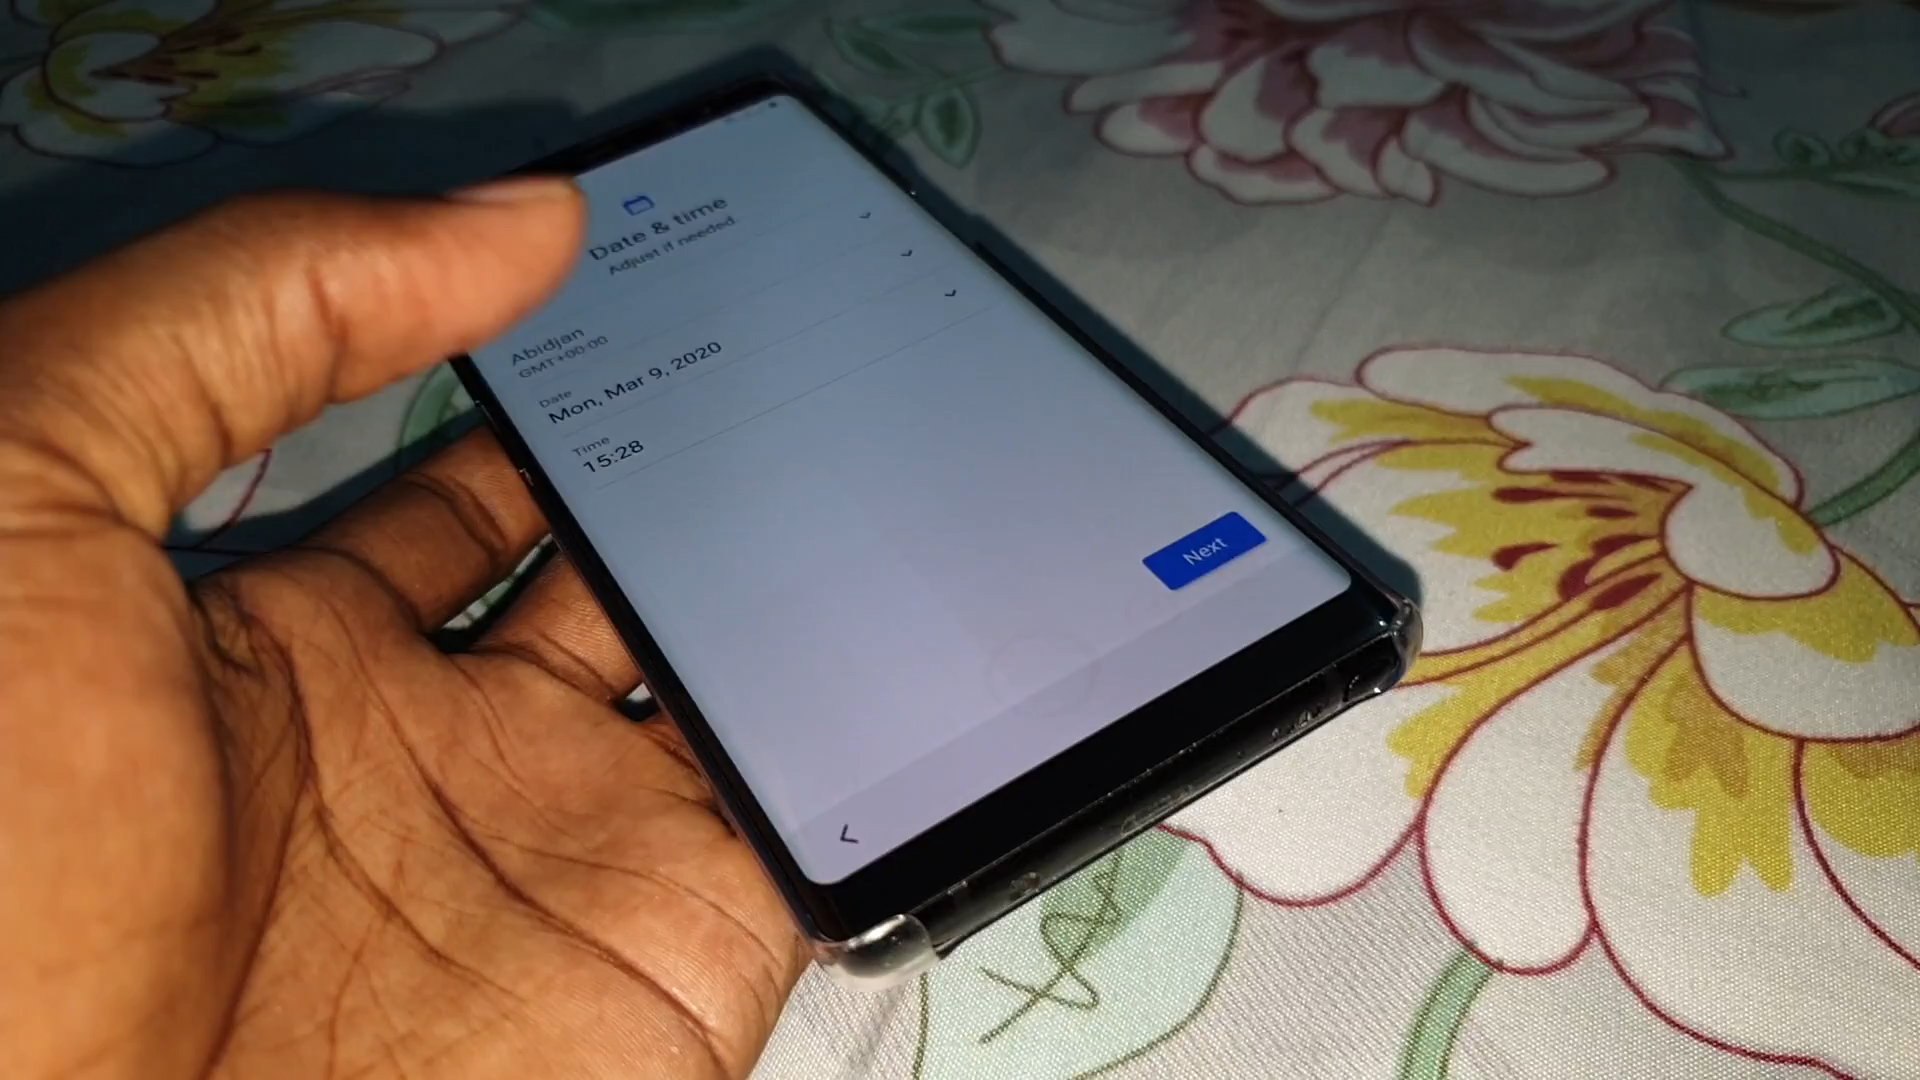 Date & time
Adjust if needed
Abidjan
GMT+00:00
Date
Mon, Mar 9, 2020
Time
15:28
Next